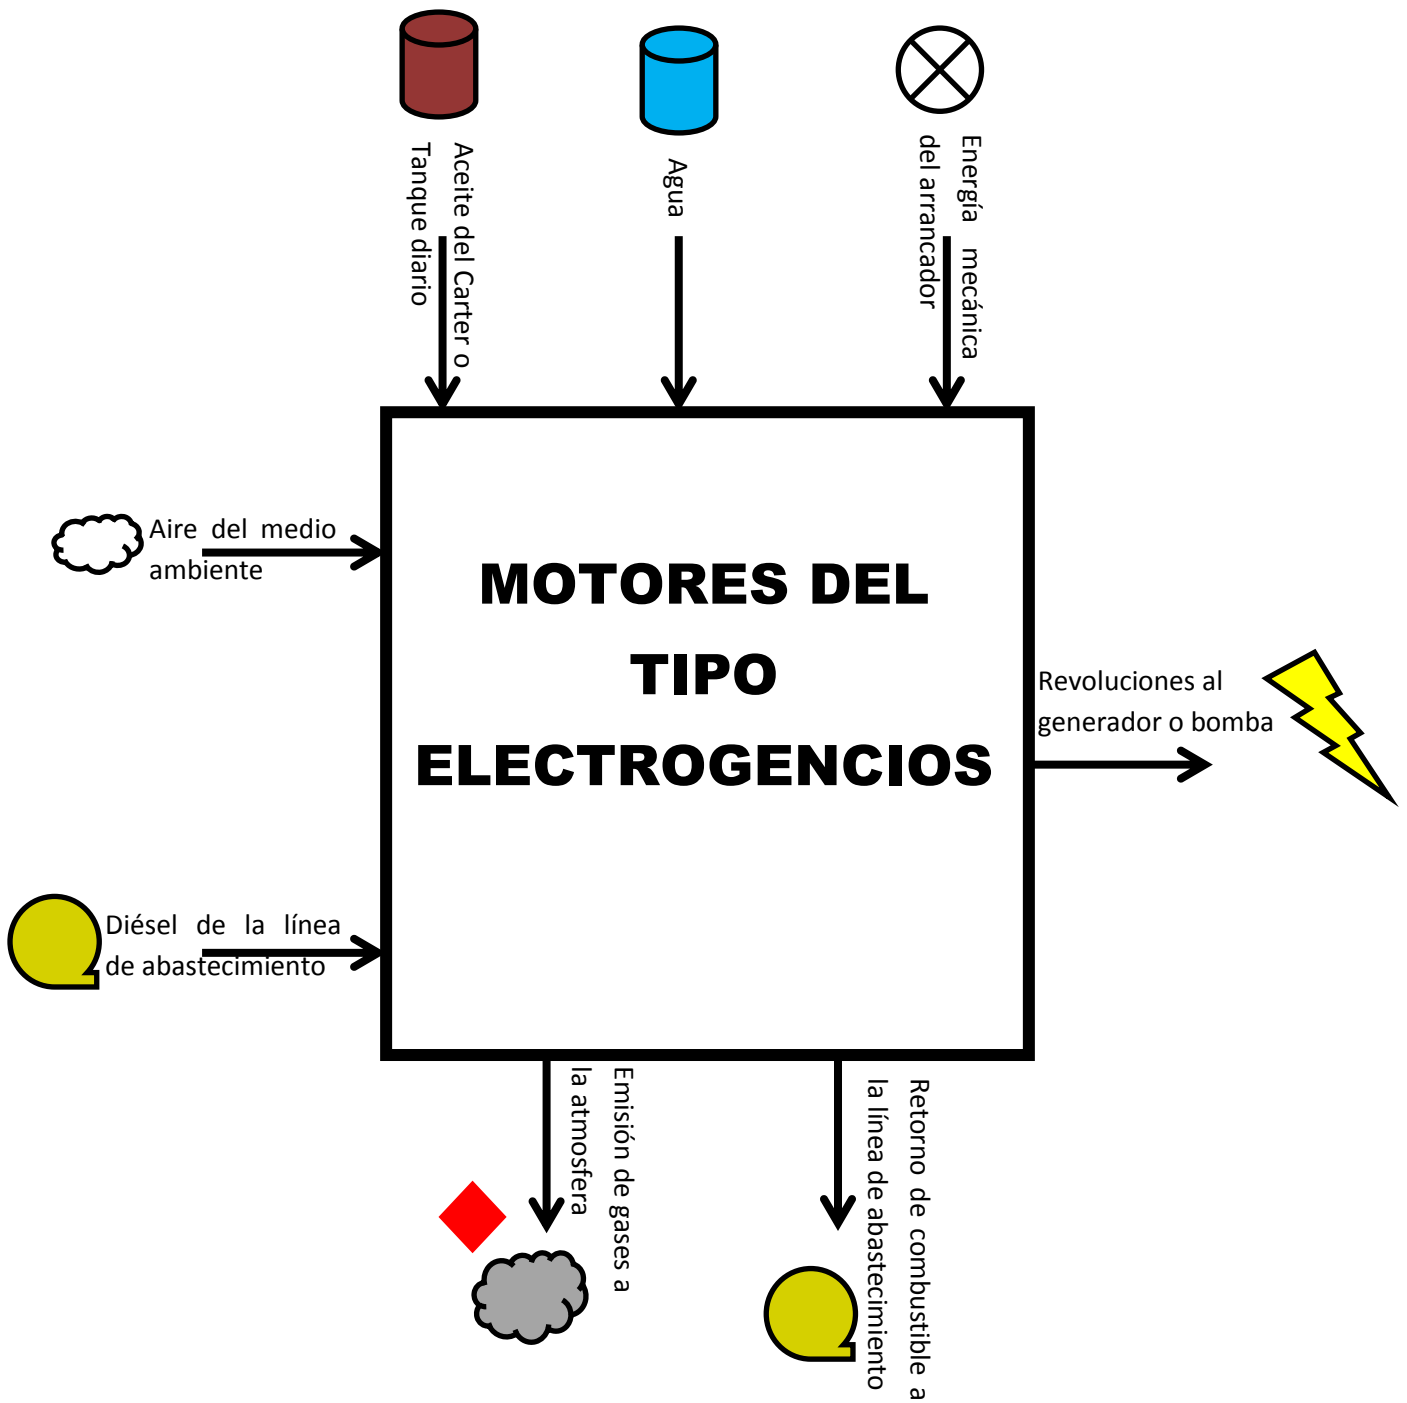 Aceite del Carter o
Tanque diario
Agua
Energía mecánica
del arrancador
Aire del medio
ambiente
MOTORES DEL
TIPO
ELECTROGENCIOS
Revoluciones al
generador o bomba
Diésel de la línea
de abastecimiento
Emisión de gases a
la atmosfera
Retorno de combustible a
la línea de abastecimiento